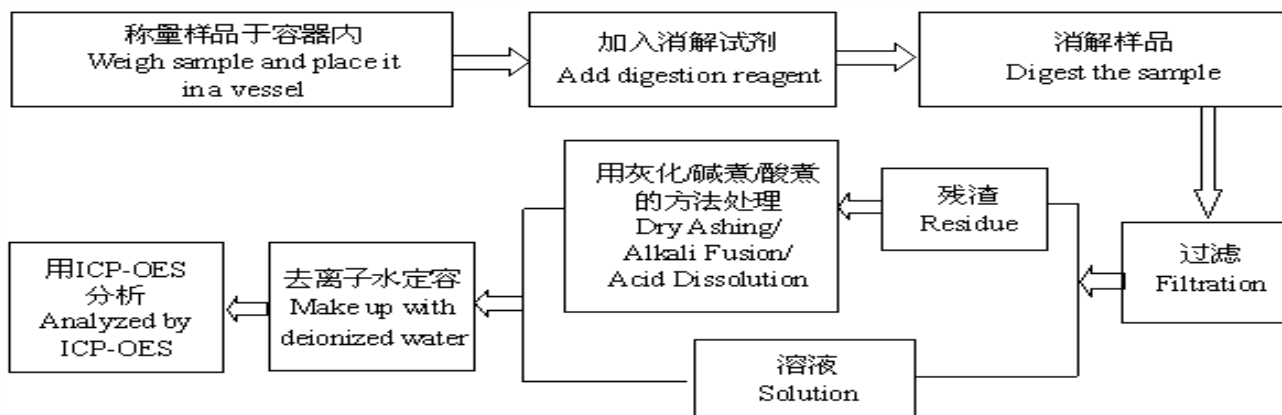 称量样品于容器内
Weigh sample and place it
in a vessel
加入消解试剂
Add digestion reagent
消解样品
Digest the sample
过滤
Filtration
残渣
Residue
溶液
Solution
用灰化/碱煮/酸煮
的方法处理
Dry Ashing/
Alkali Fusion/
Acid Dissolution
去离子水定容
Make up with
deionized water
用ICP-OES
分析
Analyzed by
ICP-OES